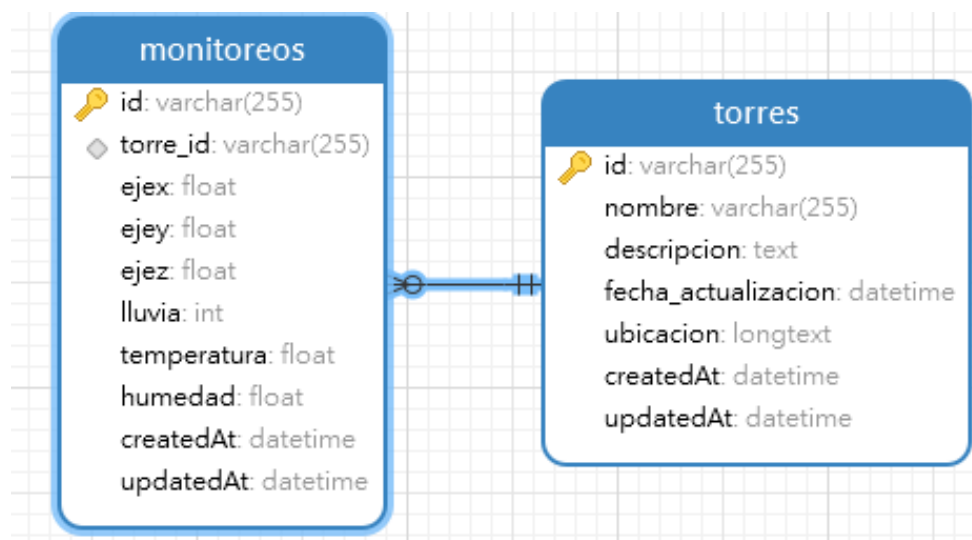 monitoreos
id: varchar(255)
torre_id: varchar(255)
ejex: float
ejey: float
ejez: float
lluvia: int
temperatura: float
humedad: float
createdAt: datetime
updatedAt: datetime
torres
id: varchar(255)
nombre: varchar(255)
descripcion: text
fecha_actualizacion: datetime
ubicacion: longtext
createdAt: datetime
updatedAt: datetime